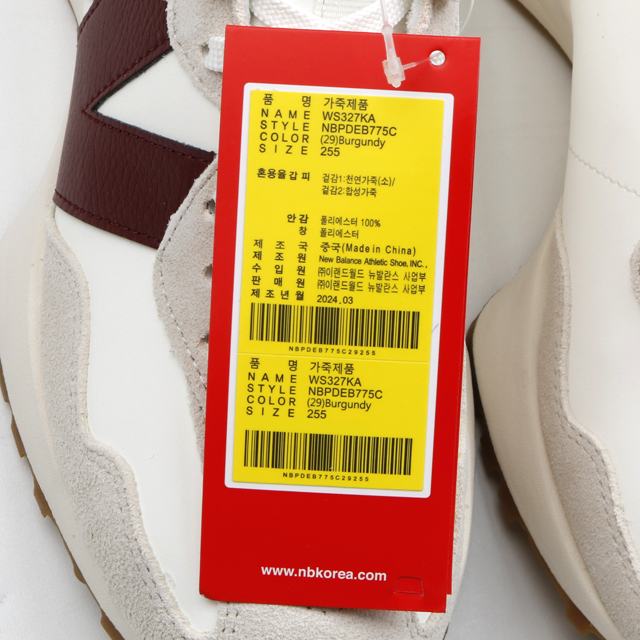 품 명 가죽제품
NAME WS327KA
STYLE NBPDEB775C
COLOR (29)Burgundy
SIZE 255
혼용율갑피 겉감1:천연가죽(소)/
겉감2:합성가죽
안감 폴리에스터 100%
창 폴리에스터
제조국 중국(Made in China)
제조원 New Balance Athletic Shoe, INC.,
수입원 ㈜이랜드월드 뉴발란스 사업부
판매원 ㈜이랜드월드 뉴발란스 사업부
제조년월 2024.03
NBPDEB775C29255
품 명 가죽제품
NAME WS327KA
STYLE NBPDEB775C
COLOR (29)Burgundy
SIZE 255
NBPDEB775C29255
www.nbkorea.com